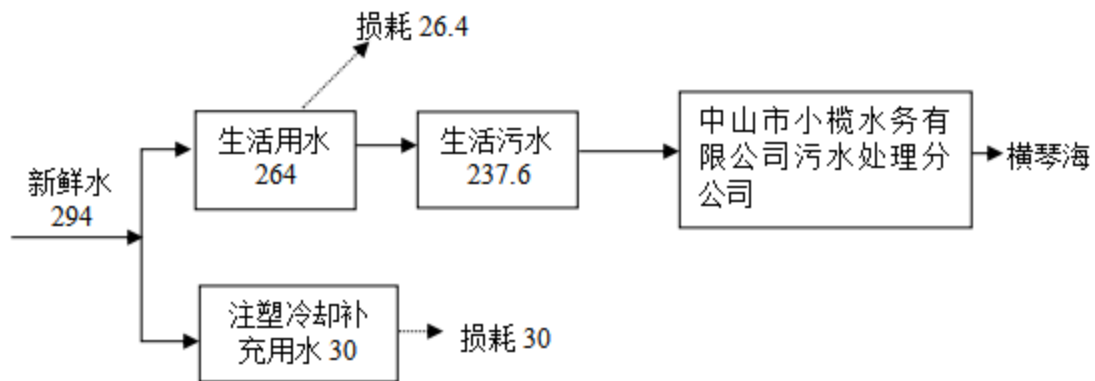 损耗 26.4
生活用水
264
生活污水
237.6
中山市小榄水务有
限公司污水处理分
公司
横琴海
新鲜水
294
注塑冷却补
充用水 30
损耗 30